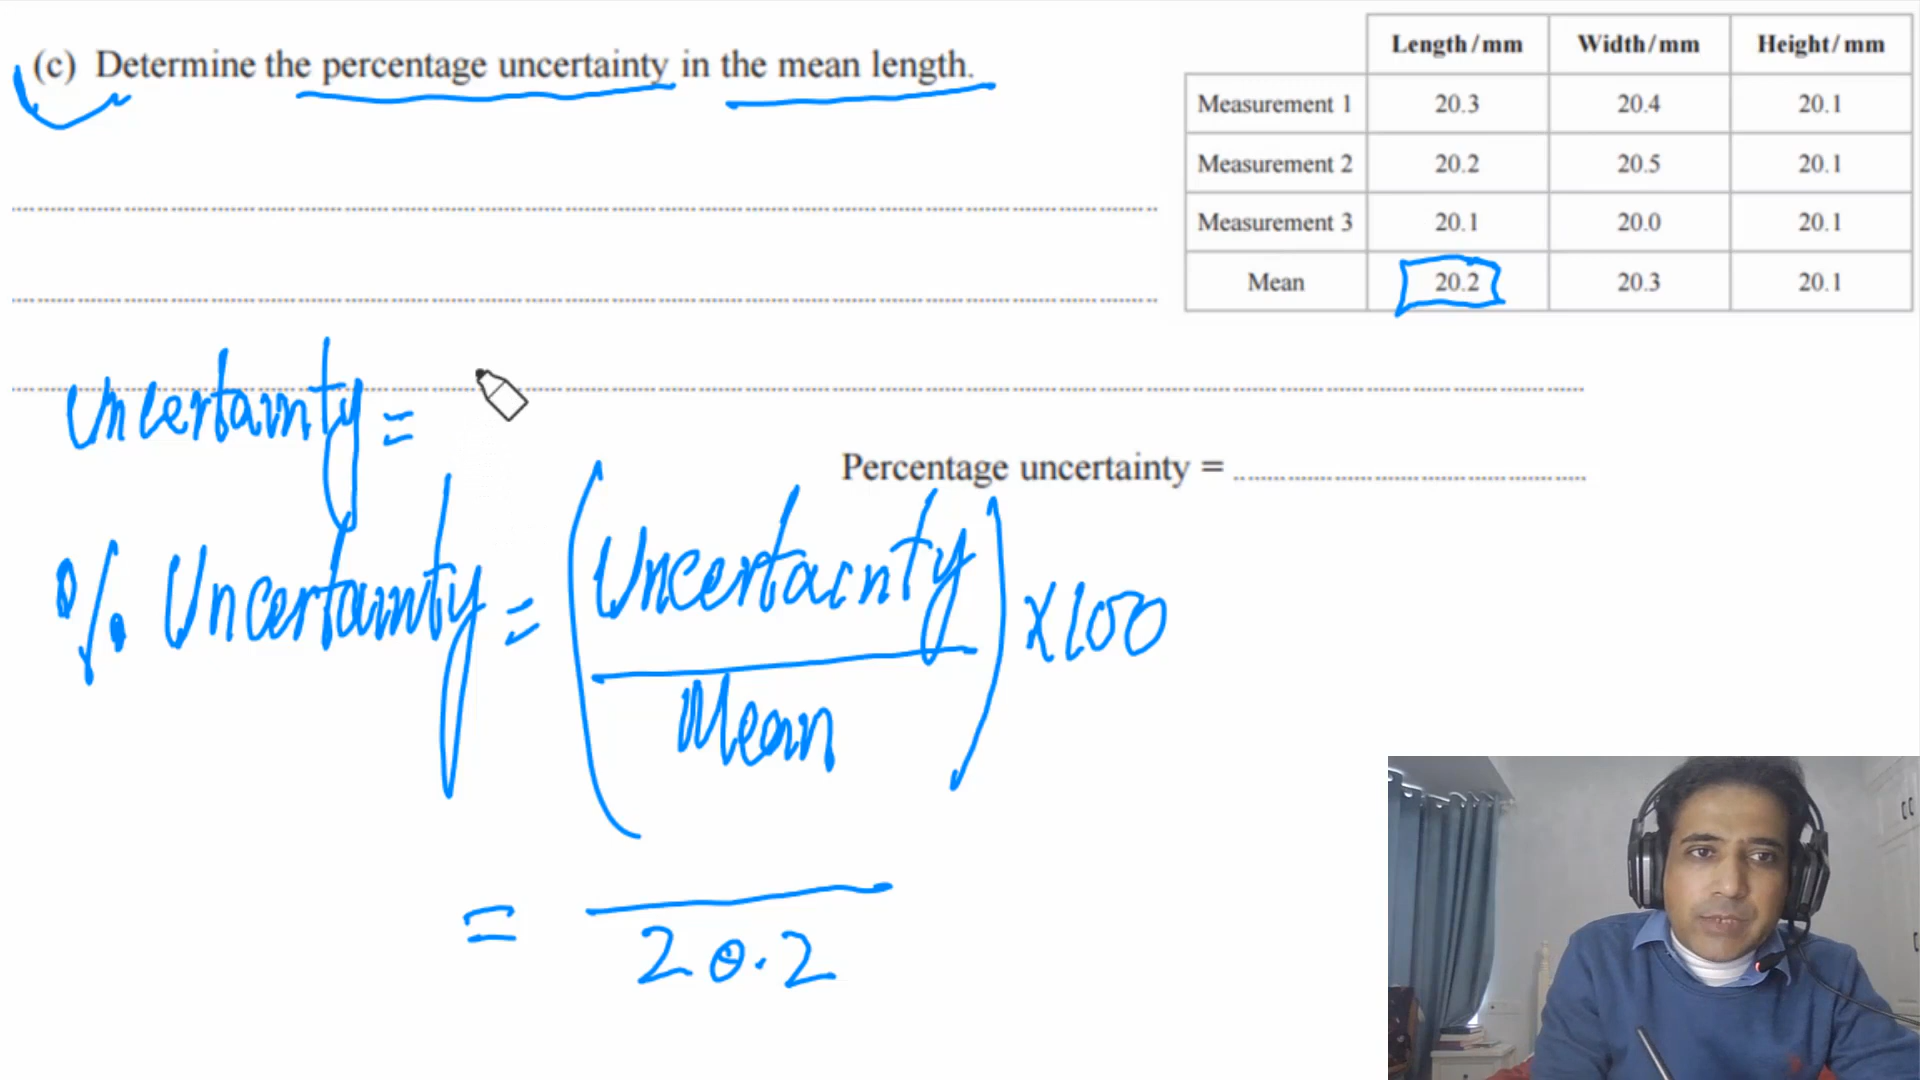 (c) Determine the percentage uncertainty in the mean length.
Length/mm Width/mm Height/mm
Measurement 1 20.3 20.4 20.1
Measurement 2 20.2 20.5 20.1
Measurement 3 20.1 20.0 20.1
Mean 20.2 20.3 20.1
Uncertainty =
Percentage uncertainty =
% Uncertainty = (Uncertainty / Mean) × 100
= / 20.2